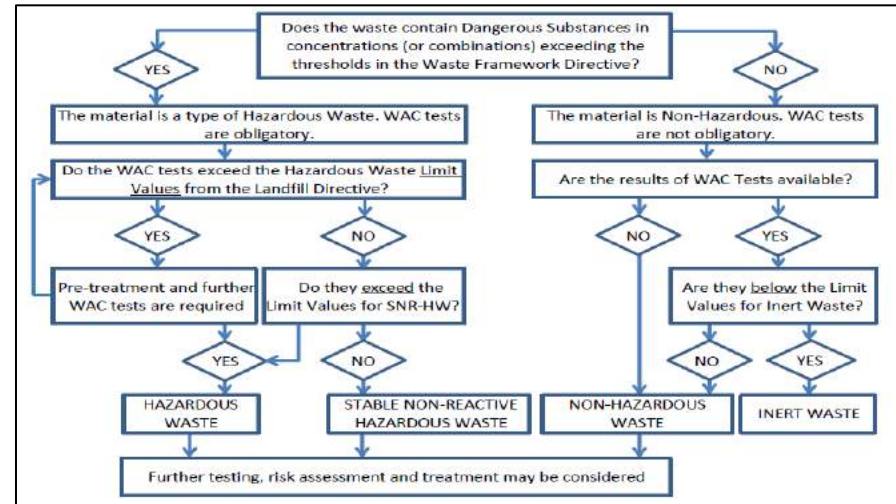 Does the waste contain Dangerous Substances in
concentrations (or combinations) exceeding the
thresholds in the Waste Framework Directive?
YES
NO
The material is a type of Hazardous Waste. WAC tests
are obligatory.
The material is Non-Hazardous. WAC tests
are not obligatory.
Do the WAC tests exceed the Hazardous Waste Limit
Values from the Landfill Directive?
Are the results of WAC Tests available?
YES
NO
NO
YES
Pre-treatment and further
WAC tests are required
Do they exceed the
Limit Values for SNR-HW?
Are they below the Limit
Values for Inert Waste?
YES
NO
NO
YES
HAZARDOUS
WASTE
STABLE NON-REACTIVE
HAZARDOUS WASTE
NON-HAZARDOUS
WASTE
INERT WASTE
Further testing, risk assessment and treatment may be considered